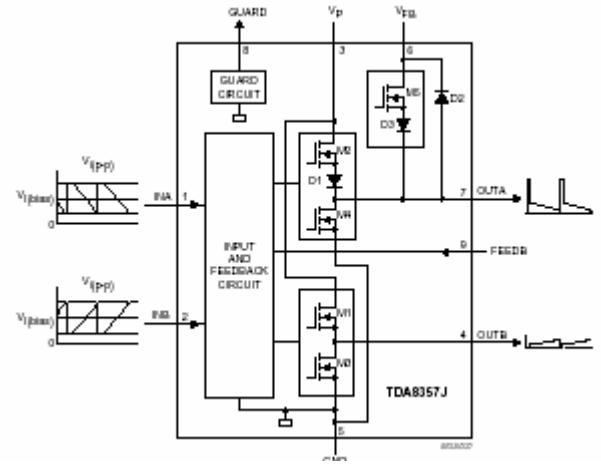 GUARD
VP
VFB
8
3
6
GUARD
CIRCUIT
M5
D2
D3
VI(p-p)
VI(bias)
0
INA
1
M2
D1
M4
7
OUTA
INPUT
AND
FEEDBACK
CIRCUIT
9
FEEDB
VI(p-p)
VI(bias)
0
INB
2
M1
M3
4
OUTB
TDA8357J
5
GND